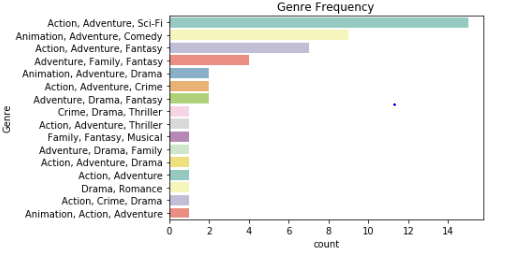 Genre Frequency
Action, Adventure, Sci-Fi
Animation, Adventure, Comedy
Action, Adventure, Fantasy
Adventure, Family, Fantasy
Animation, Adventure, Drama
Action, Adventure, Crime
Adventure, Drama, Fantasy
Crime, Drama, Thriller
Action, Adventure, Thriller
Family, Fantasy, Musical
Adventure, Drama, Family
Action, Adventure, Drama
Action, Adventure
Drama, Romance
Action, Crime, Drama
Animation, Action, Adventure
Genre
0 2 4 6 8 10 12 14
count